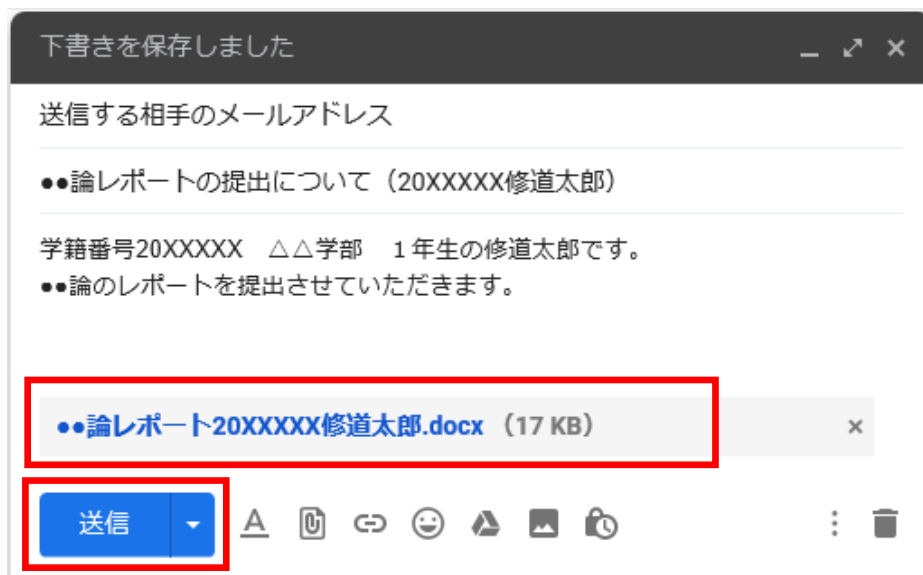 下書きを保存しました
送信する相手のメールアドレス
●●論レポートの提出について（20XXXXX修道太郎）
学籍番号20XXXXX　△△学部　１年生の修道太郎です。
●●論のレポートを提出させていただきます。
●●論レポート20XXXXX修道太郎.docx（17 KB）
送信